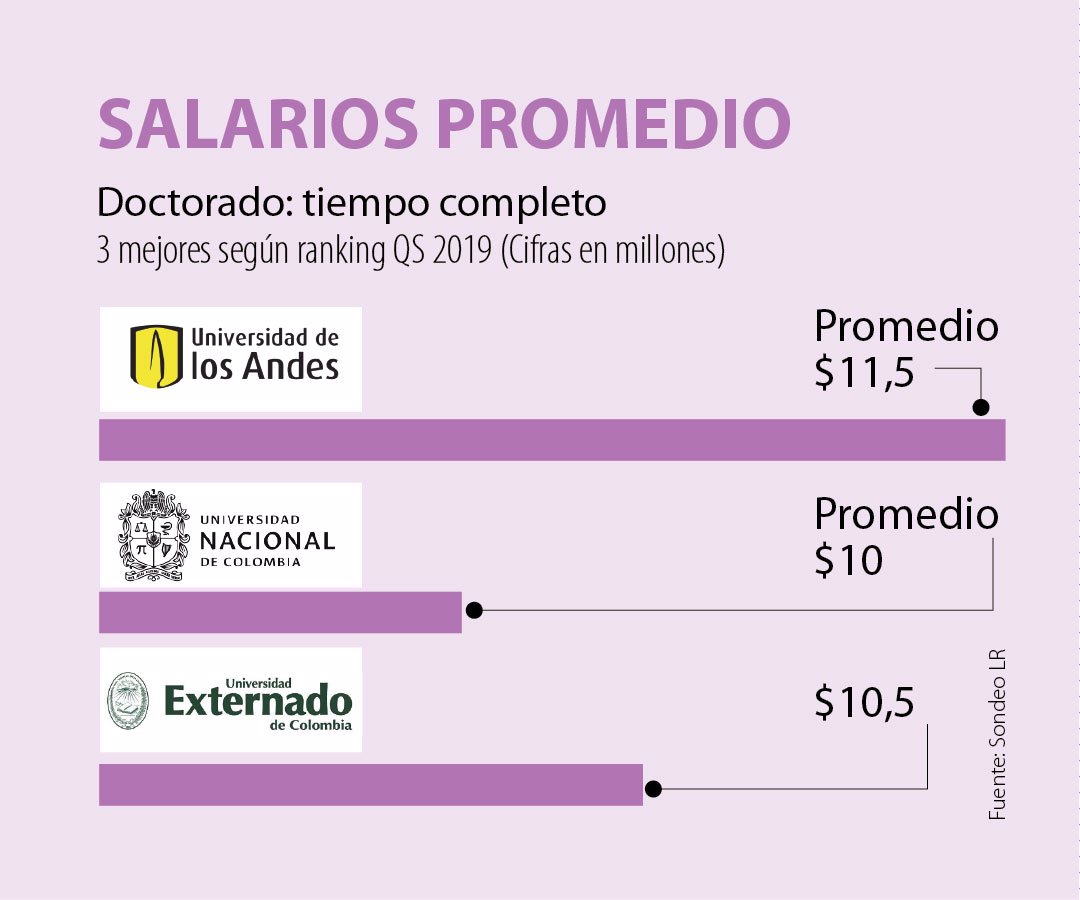 SALARIOS PROMEDIO
Doctorado: tiempo completo
3 mejores según ranking QS 2019 (Cifras en millones)
Universidad de
los Andes
Promedio
$11,5
UNIVERSIDAD
NACIONAL
DE COLOMBIA
Promedio
$10
Universidad
Externado
de Colombia
$10,5
Fuente: Sondeo LR